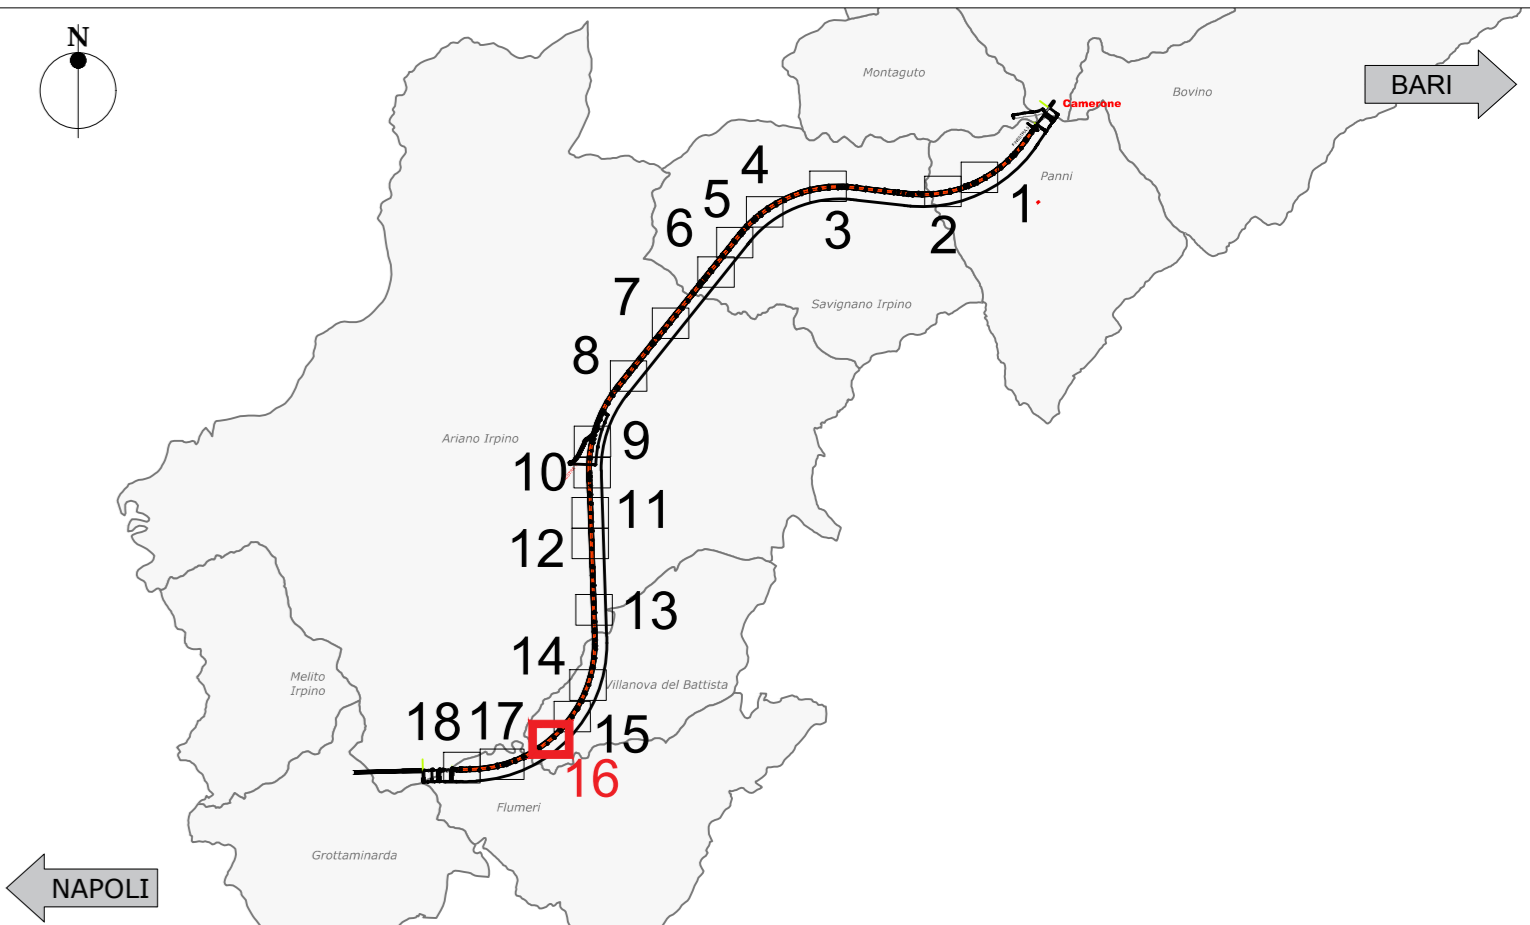 N
Montaguto
BARI
Bovino
Camerone
4
Panni
5
1
6
3
2
7
Savignano Irpino
8
Ariano Irpino
9
10
11
12
13
14
Melito
Irpino
Villanova del Battista
18
17
15
16
Flumeri
Grottaminarda
NAPOLI